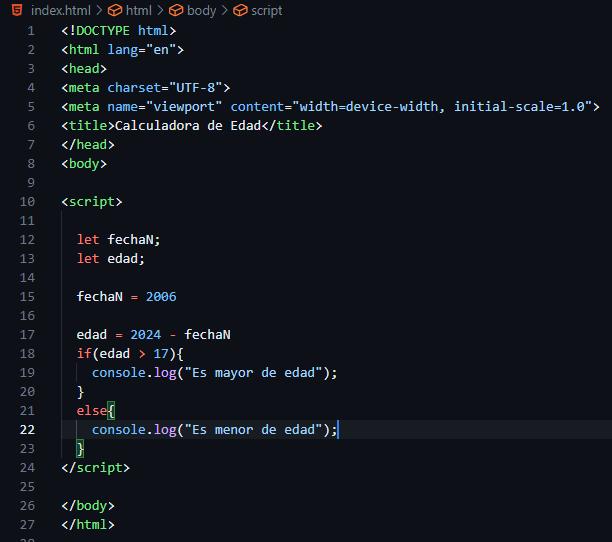 index.html > html > body > script
1 <!DOCTYPE html>
2 <html lang="en">
3 <head>
4 <meta charset="UTF-8">
5 <meta name="viewport" content="width=device-width, initial-scale=1.0">
6 <title>Calculadora de Edad</title>
7 </head>
8 <body>
9
10 <script>
11
12 let fechaN;
13 let edad;
14
15 fechaN = 2006
16
17 edad = 2024 - fechaN
18 if(edad > 17){
19 console.log("Es mayor de edad");
20 }
21 else{
22 console.log("Es menor de edad");
23 }
24 </script>
25
26 </body>
27 </html>
28